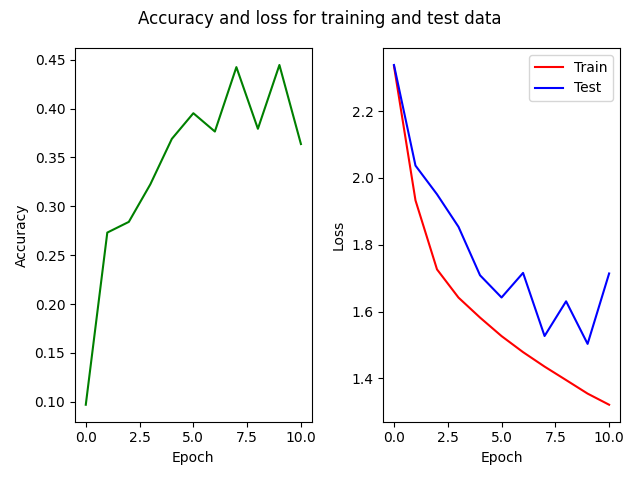 Accuracy and loss for training and test data
Accuracy
0.45
0.40
0.35
0.30
0.25
0.20
0.15
0.10
0.0 2.5 5.0 7.5 10.0
Epoch
Loss
2.2
2.0
1.8
1.6
1.4
Train
Test
0.0 2.5 5.0 7.5 10.0
Epoch